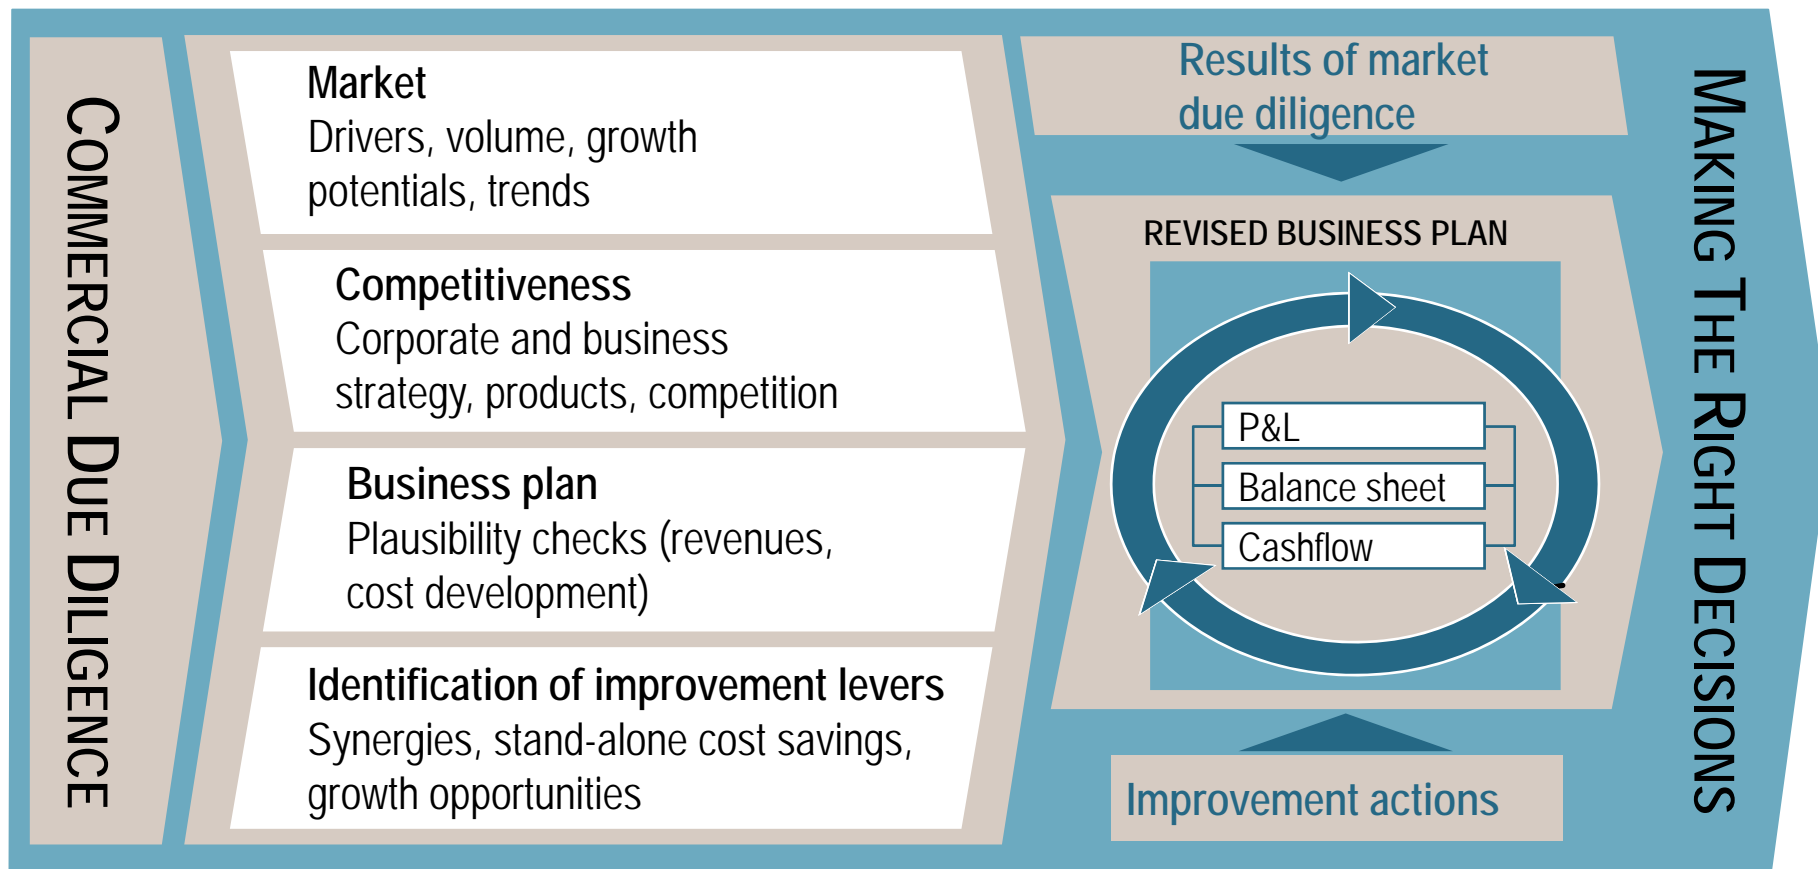 COMMERCIAL DUE DILIGENCE
Market
Drivers, volume, growth
potentials, trends
Competitiveness
Corporate and business
strategy, products, competition
Business plan
Plausibility checks (revenues,
cost development)
Identification of improvement levers
Synergies, stand-alone cost savings,
growth opportunities
Results of market
due diligence
REVISED BUSINESS PLAN
P&L
Balance sheet
Cashflow
Improvement actions
MAKING THE RIGHT DECISIONS